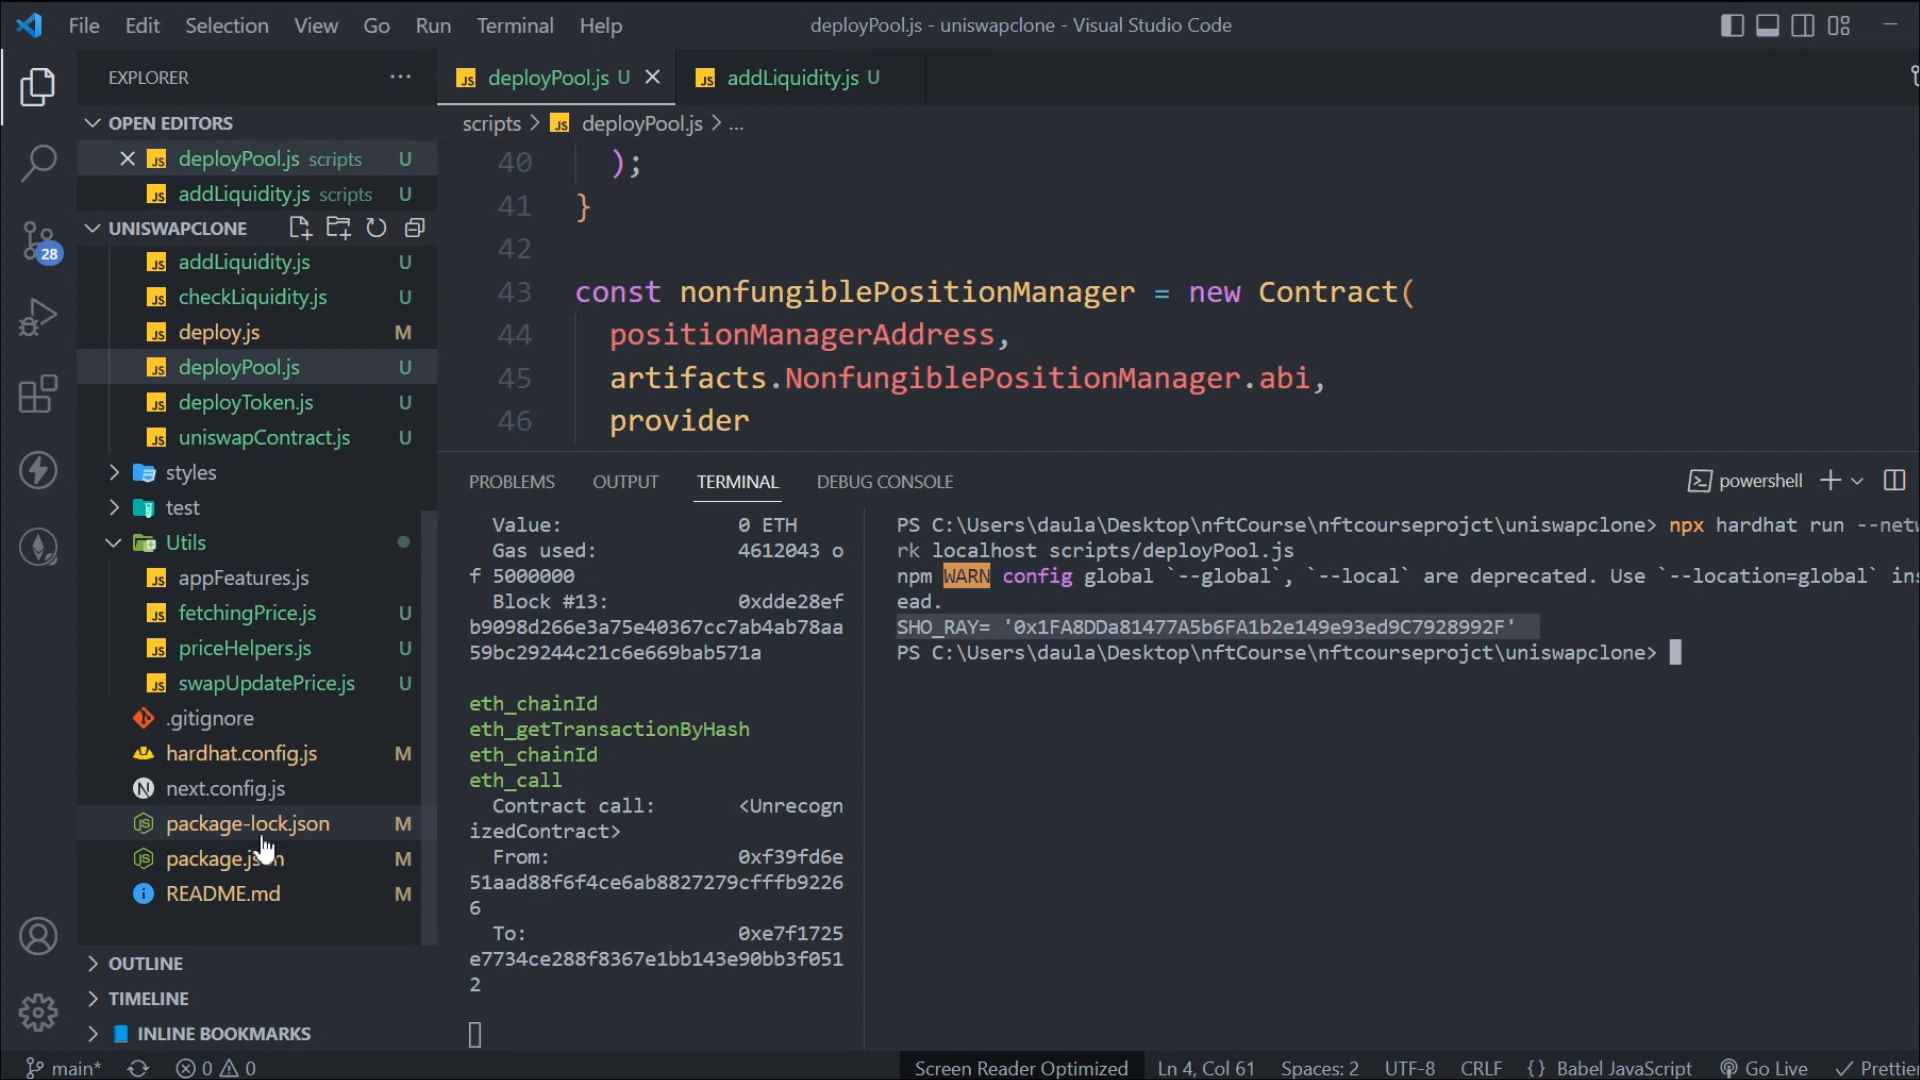 File Edit Selection View Go Run Terminal Help
deployPool.js - uniswapclone - Visual Studio Code
EXPLORER
OPEN EDITORS
deployPool.js scripts U
addLiquidity.js scripts U
UNISWAPCLONE
addLiquidity.js U
checkLiquidity.js U
deploy.js M
deployPool.js U
deployToken.js U
uniswapContract.js U
styles
test
Utils
appFeatures.js
fetchingPrice.js U
priceHelpers.js U
swapUpdatePrice.js U
.gitignore
hardhat.config.js M
next.config.js
package-lock.json M
package.json M
README.md M
OUTLINE
TIMELINE
INLINE BOOKMARKS
28
JS deployPool.js U
JS addLiquidity.js U
scripts > JS deployPool.js > ...
40 );
41 }
42
43 const nonfungiblePositionManager = new Contract(
44 positionManagerAddress,
45 artifacts.NonfungiblePositionManager.abi,
46 provider
PROBLEMS OUTPUT TERMINAL DEBUG CONSOLE
powershell
Value: 0 ETH
Gas used: 4612043 o
f 5000000
Block #13: 0xdde28ef
b9098d266e3a75e40367cc7ab4ab78aa
59bc29244c21c6e669bab571a
eth_chainId
eth_getTransactionByHash
eth_chainId
eth_call
Contract call: <Unrecogn
izedContract>
From: 0xf39fd6e
51aad88f6f4ce6ab8827279cfffb9226
6
To: 0xe7f1725
e7734ce288f8367e1bb143e90bb3f051
2
PS C:\Users\daula\Desktop\nftCourse\nftcourseprojct\uniswapclone> npx hardhat run --netw
rk localhost scripts/deployPool.js
npm WARN config global `--global`, `--local` are deprecated. Use `--location=global` ins
ead.
SHO_RAY= '0x1FA8DDa81477A5b6FA1b2e149e93ed9C7928992F'
PS C:\Users\daula\Desktop\nftCourse\nftcourseprojct\uniswapclone>
main* 0 0
Screen Reader Optimized Ln 4, Col 61 Spaces: 2 UTF-8 CRLF {} Babel JavaScript Go Live Prettier